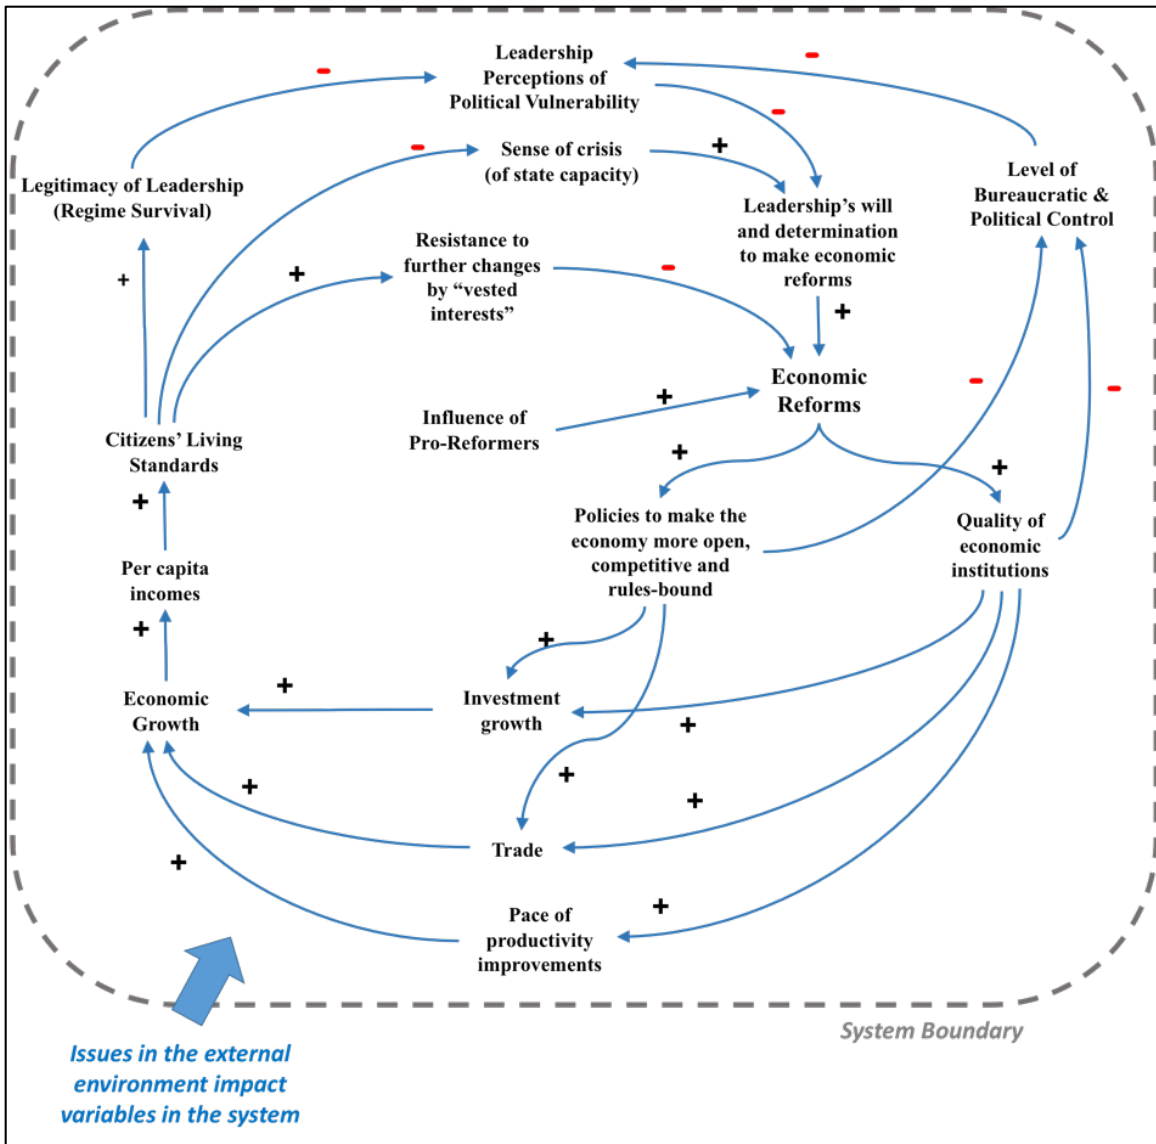 Leadership
Perceptions of
Political Vulnerability
-
-
-
Sense of crisis
(of state capacity)
-
+
Legitimacy of Leadership
(Regime Survival)
Level of
Bureaucratic &
Political Control
Leadership's will
and determination
to make economic
reforms
Resistance to
further changes
by “vested
interests”
+
+
-
+
Economic
Reforms
-
-
Influence of
Pro-Reformers
+
Citizens' Living
Standards
+
+
+
Policies to make the
economy more open,
competitive and
rules-bound
Quality of
economic
institutions
Per capita
incomes
+
+
Economic
Growth
+
Investment
growth
+
+
+
+
Trade
+
+
Pace of
productivity
improvements
System Boundary
Issues in the external
environment impact
variables in the system